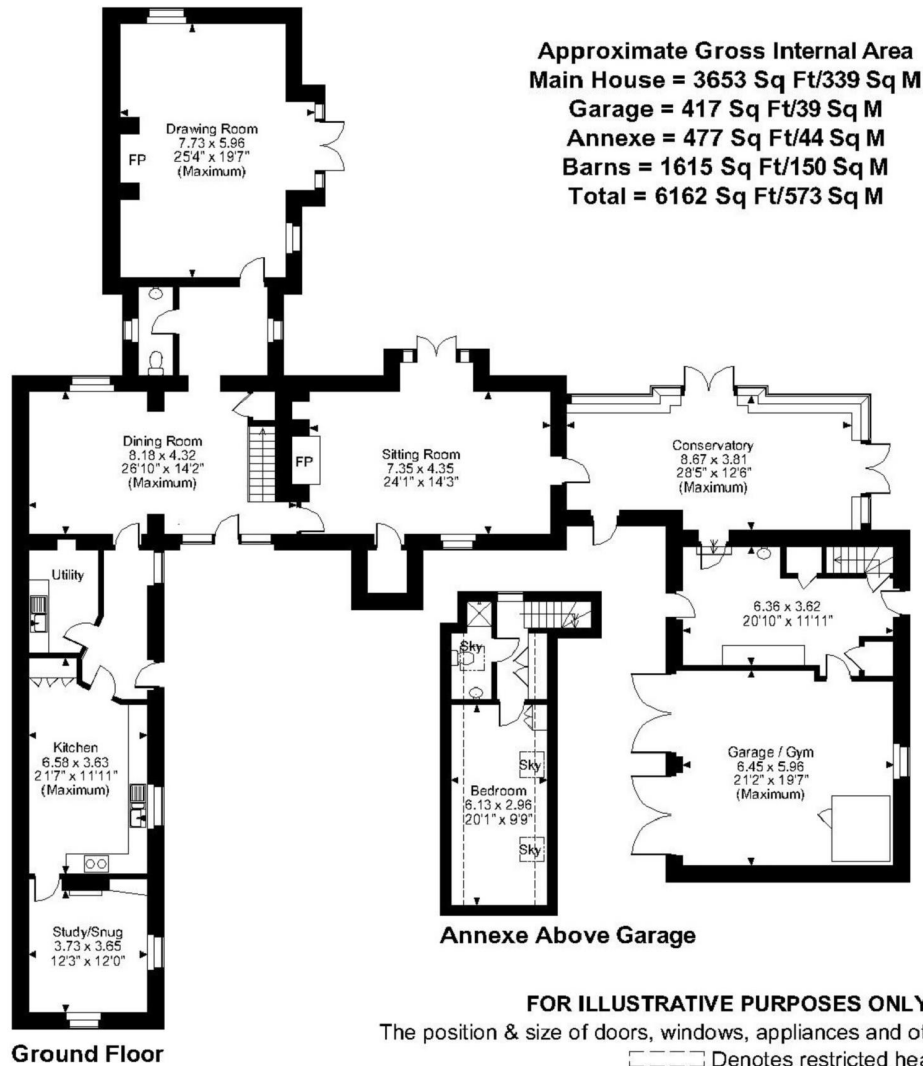 Approximate Gross Internal Area
Main House = 3653 Sq Ft/339 Sq M
Garage = 417 Sq Ft/39 Sq M
Annexe = 477 Sq Ft/44 Sq M
Barns = 1615 Sq Ft/150 Sq M
Total = 6162 Sq Ft/573 Sq M
Drawing Room
7.73 x 5.96
25'4" x 19'7"
(Maximum)
FP
Dining Room
8.18 x 4.32
26'10" x 14'2"
(Maximum)
FP
Sitting Room
7.35 x 4.35
24'1" x 14'3"
Conservatory
8.67 x 3.81
28'5" x 12'6"
(Maximum)
Utility
6.36 x 3.62
20'10" x 11'11"
Kitchen
6.58 x 3.63
21'7" x 11'11"
(Maximum)
Sky
Bedroom
6.13 x 2.96
20'1" x 9'9"
Sky
Sky
Garage / Gym
6.45 x 5.96
21'2" x 19'7"
(Maximum)
Study/Snug
3.73 x 3.65
12'3" x 12'0"
Annexe Above Garage
Ground Floor
FOR ILLUSTRATIVE PURPOSES ONLY
The position & size of doors, windows, appliances and
Denotes restricted